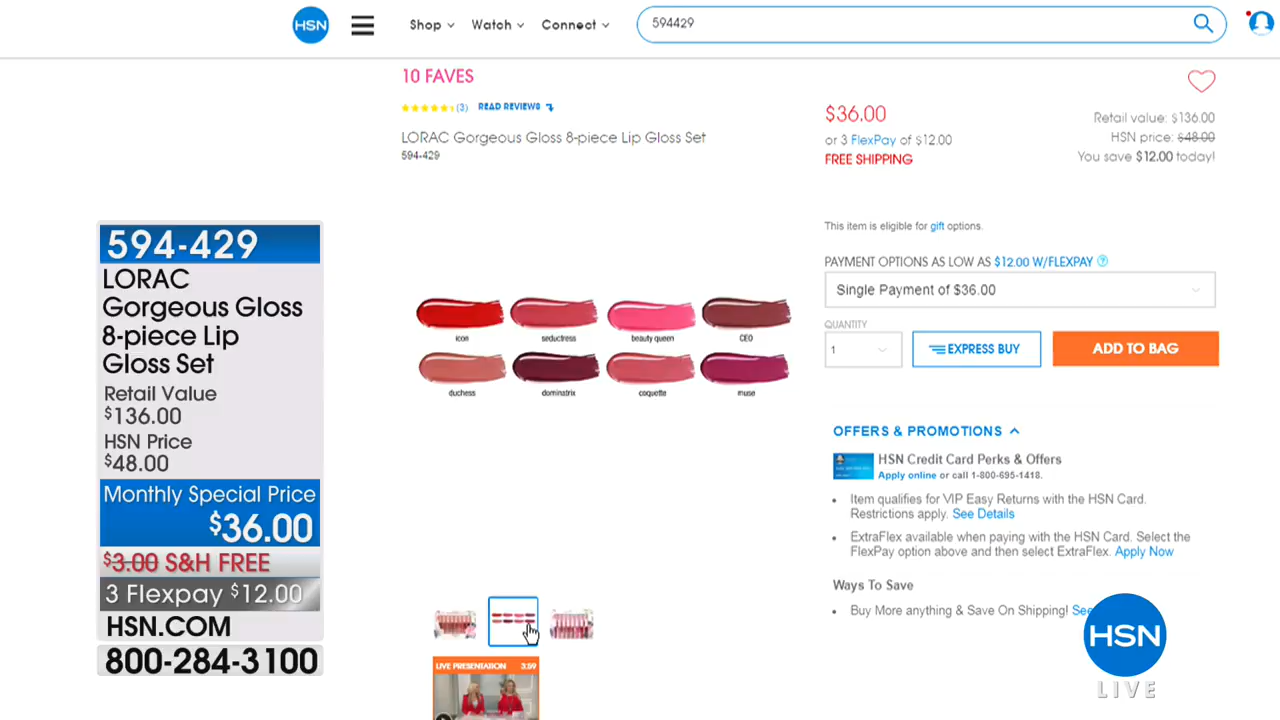 HSN
Shop
Watch
Connect
594429
10 FAVES
(3) READ REVIEWS
LORAC Gorgeous Gloss 8-piece Lip Gloss Set
594-429
$36.00
or 3 FlexPay of $12.00
FREE SHIPPING
Retail value: $136.00
HSN price: $48.00
You save $12.00 today!
This item is eligible for gift options.
PAYMENT OPTIONS AS LOW AS $12.00 W/FLEXPAY ?
Single Payment of $36.00
QUANTITY
1
EXPRESS BUY
ADD TO BAG
594-429
LORAC
Gorgeous Gloss
8-piece Lip
Gloss Set
Retail Value
$136.00
HSN Price
$48.00
Monthly Special Price
$36.00
$3.00 S&H FREE
3 Flexpay $12.00
HSN.COM
800-284-3100
icon
seductress
beauty queen
CEO
duchess
dominatrix
coquette
muse
OFFERS & PROMOTIONS
HSN Credit Card Perks & Offers
Apply online or call 1-800-695-1418.
Item qualifies for VIP Easy Returns with the HSN Card.
Restrictions apply. See Details
ExtraFlex available when paying with the HSN Card. Select the
FlexPay option above and then select ExtraFlex. Apply Now
Ways To Save
Buy More anything & Save On Shipping! See
LIVE PRESENTATION 3:59
HSN
LIVE